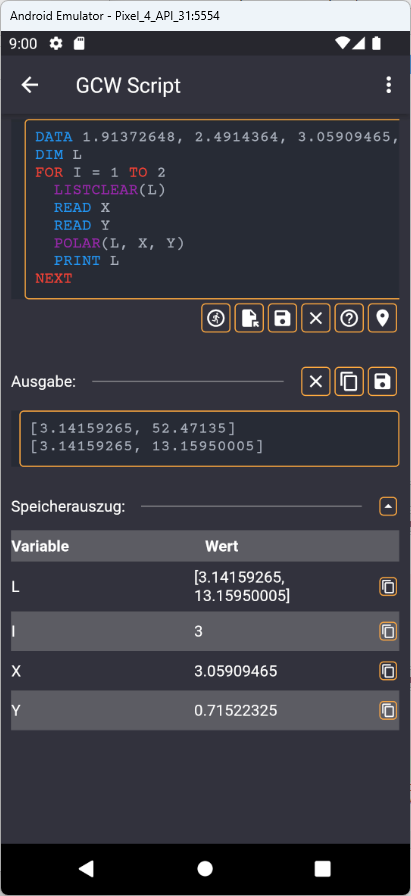 Android Emulator - Pixel_4_API_31:5554
9:00
GCW Script
DATA 1.91372648, 2.4914364, 3.05909465,
DIM L
FOR I = 1 TO 2
LISTCLEAR(L)
READ X
READ Y
POLAR(L, X, Y)
PRINT L
NEXT
Ausgabe:
[3.14159265, 52.47135]
[3.14159265, 13.15950005]
Speicherauszug:
Variable Wert
L [3.14159265,
13.15950005]
I 3
X 3.05909465
Y 0.71522325